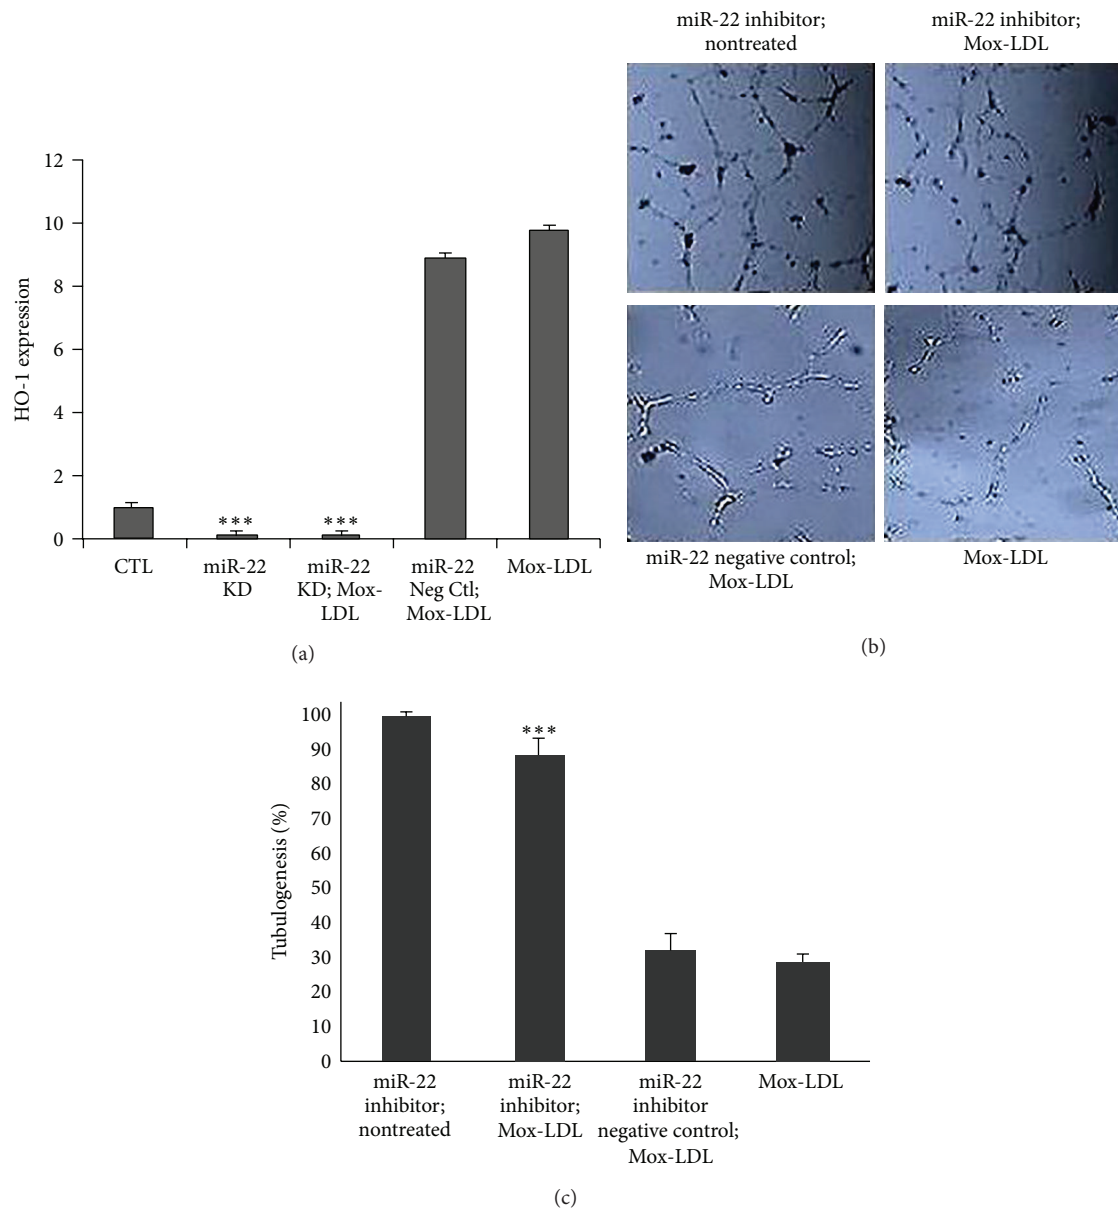 12
10
8
6
4
2
0
HO-1 expression
***
***
CTL
miR-22
KD
miR-22
KD; Mox-
LDL
miR-22
Neg Ctl;
Mox-LDL
Mox-LDL
(a)
miR-22 inhibitor;
nontreated
miR-22 inhibitor;
Mox-LDL
miR-22 negative control;
Mox-LDL
Mox-LDL
(b)
100
90
80
70
60
50
40
30
20
10
0
Tubulogenesis (%)
***
miR-22
inhibitor;
nontreated
miR-22
inhibitor;
Mox-LDL
miR-22
inhibitor
negative control;
Mox-LDL
Mox-LDL
(c)